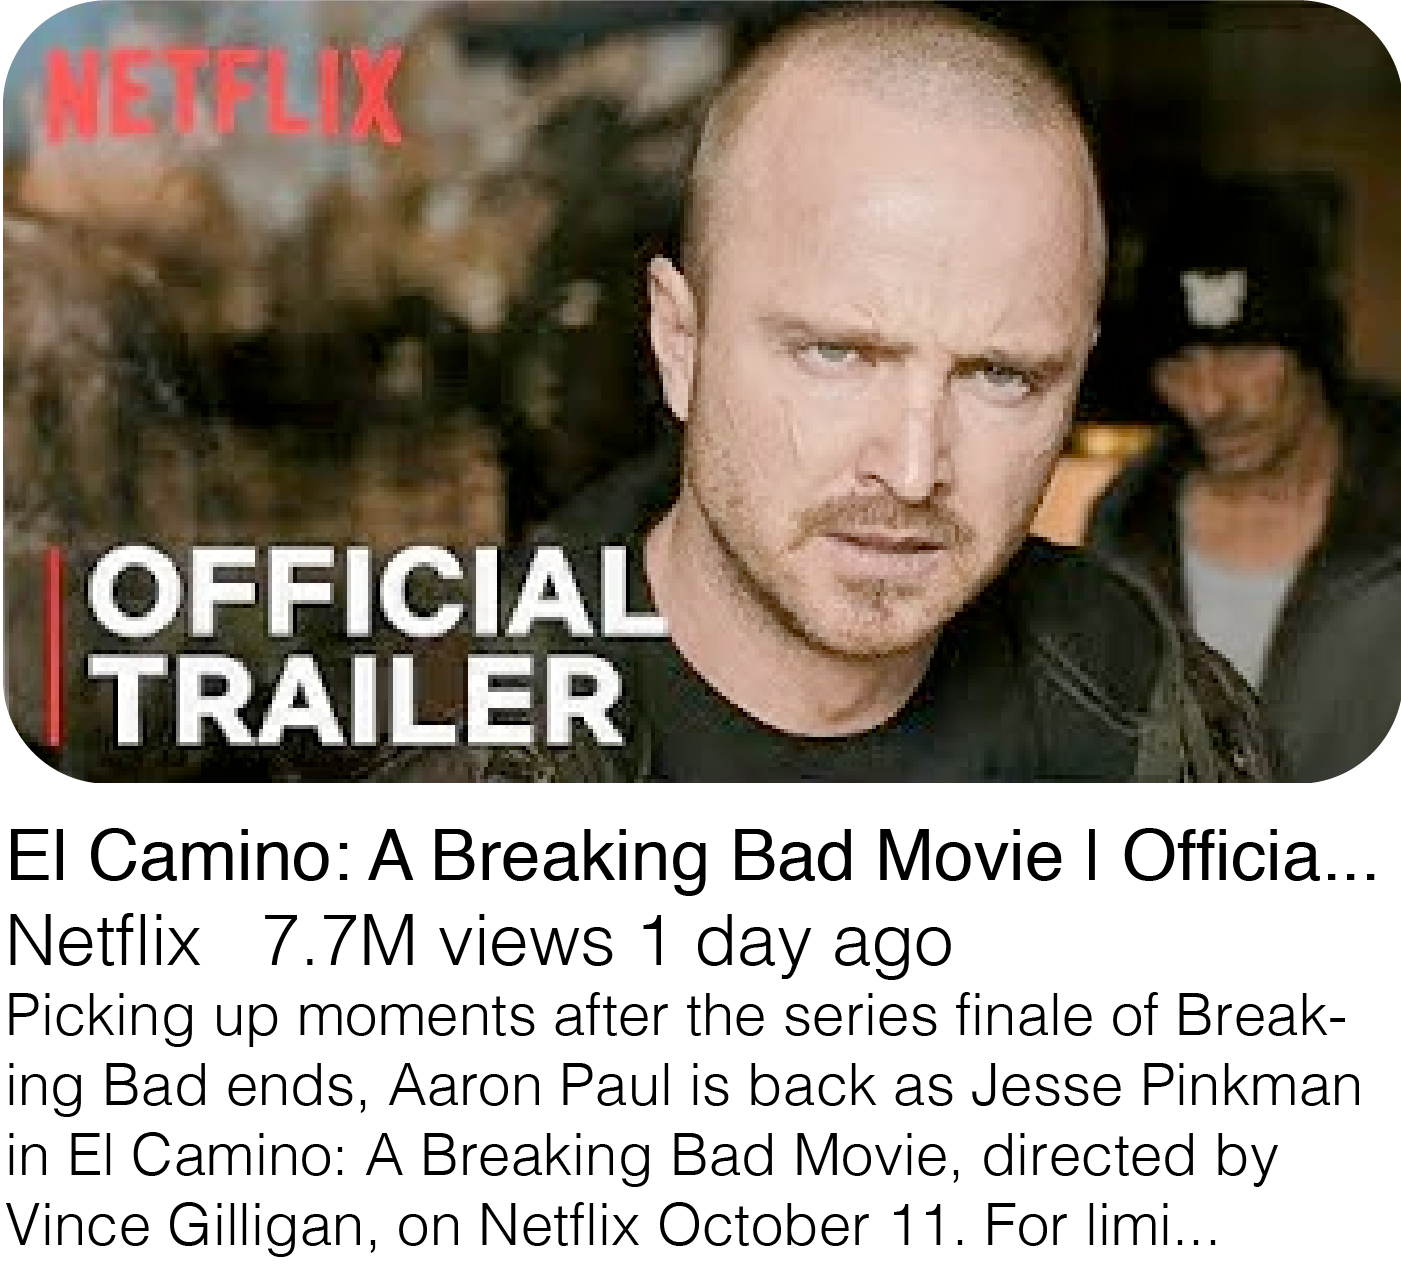 NETFLIX
OFFICIAL
TRAILER
El Camino: A Breaking Bad Movie | Officia...
Netflix 7.7M views 1 day ago
Picking up moments after the series finale of Break-
ing Bad ends, Aaron Paul is back as Jesse Pinkman
in El Camino: A Breaking Bad Movie, directed by
Vince Gilligan, on Netflix October 11. For limi...